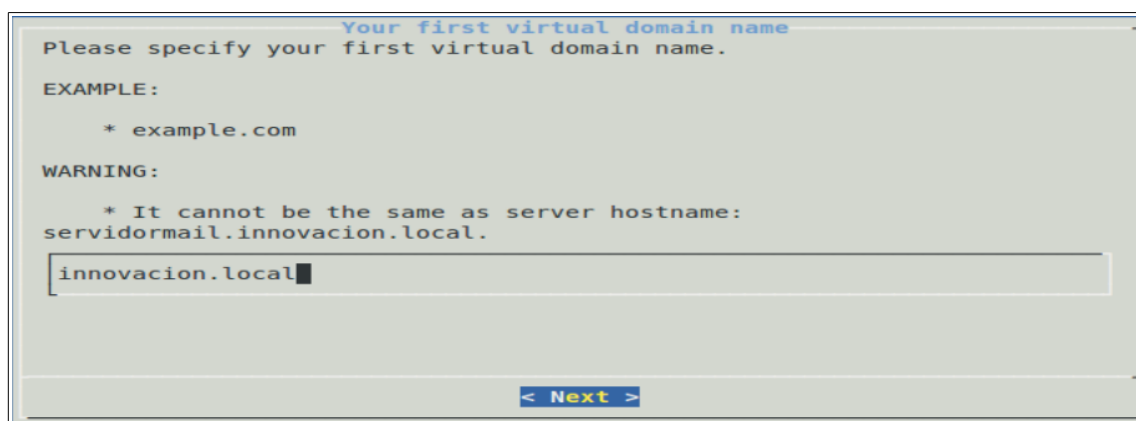 Your first virtual domain name
Please specify your first virtual domain name.
EXAMPLE:
* example.com
WARNING:
* It cannot be the same as server hostname:
servidormail.innovacion.local.
innovacion.local
< Next >